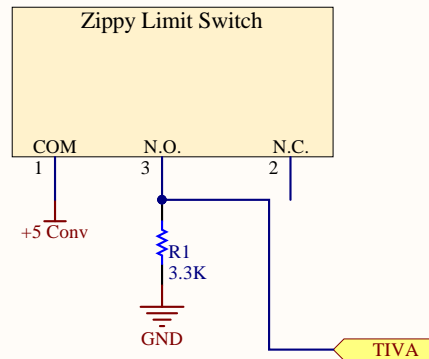 Zippy Limit Switch
COM N.O. N.C.
1 3 2
+5 Conv
R1
3.3K
GND
TIVA